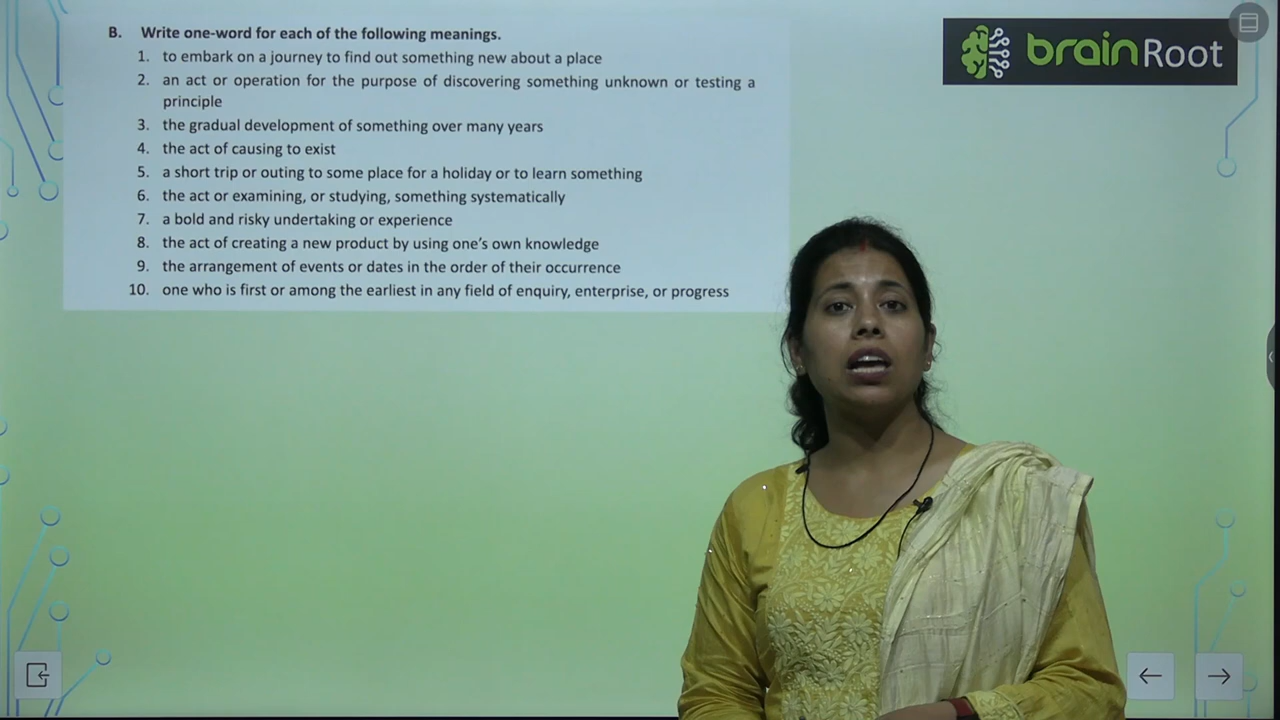 B. Write one-word for each of the following meanings.
1. to embark on a journey to find out something new about a place
2. an act or operation for the purpose of discovering something unknown or testing a
principle
3. the gradual development of something over many years
4. the act of causing to exist
5. a short trip or outing to some place for a holiday or to learn something
6. the act or examining, or studying, something systematically
7. a bold and risky undertaking or experience
8. the act of creating a new product by using one's own knowledge
9. the arrangement of events or dates in the order of their occurrence
10. one who is first or among the earliest in any field of enquiry, enterprise, or progress
brainRoot